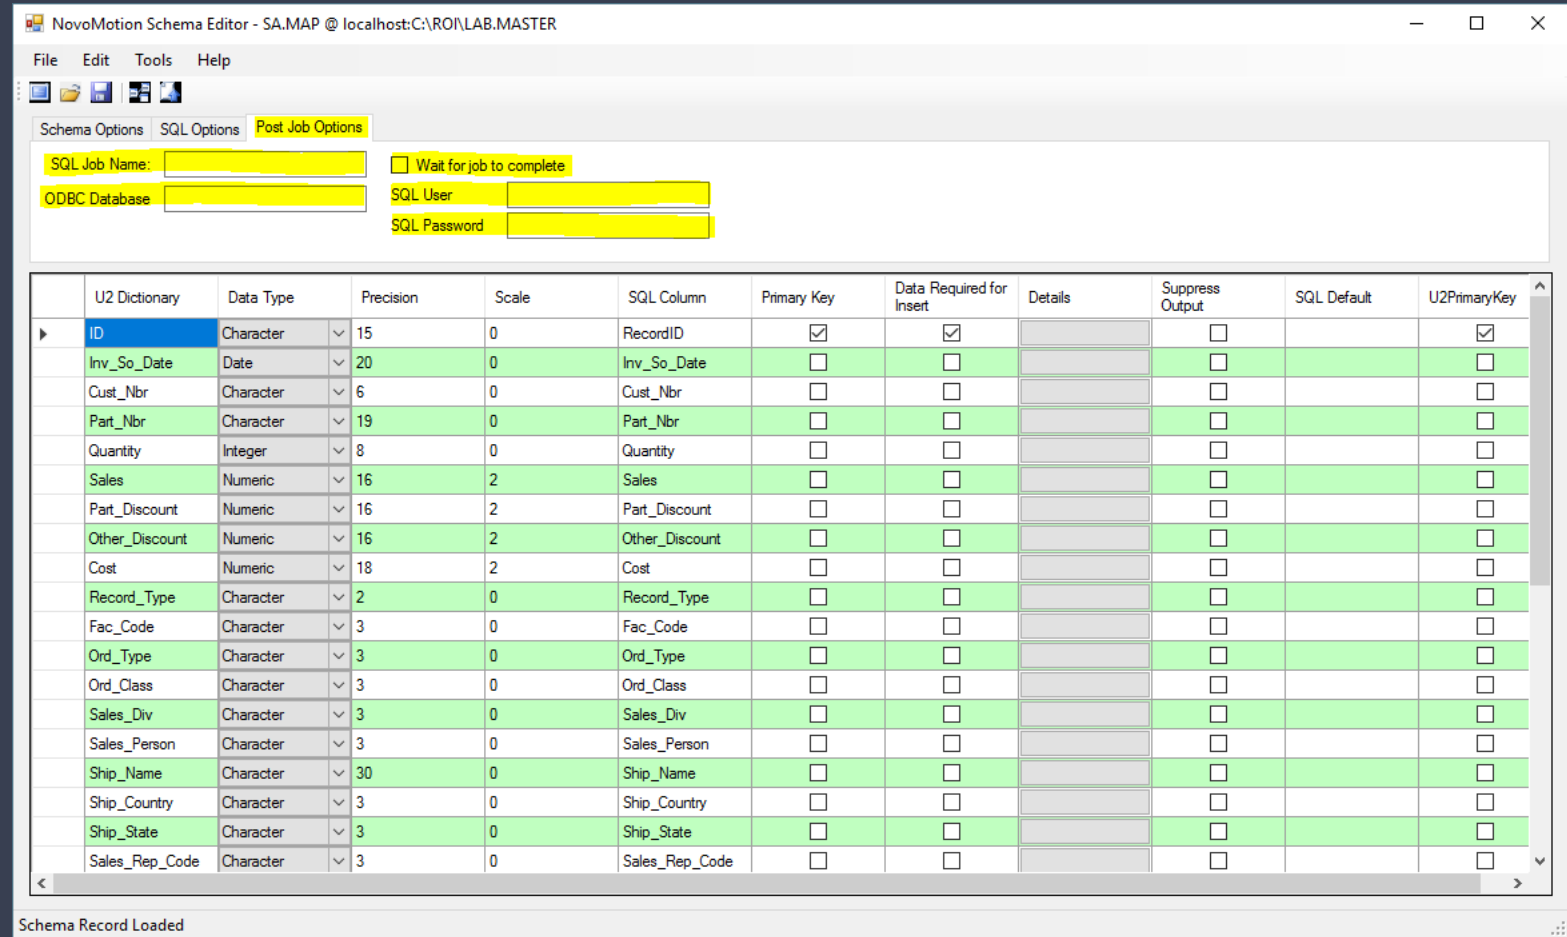 NovoMotion Schema Editor - SA.MAP @ localhost:C:\ROI\LAB.MASTER
File Edit Tools Help
Schema Options SQL Options Post Job Options
SQL Job Name: Wait for job to complete
ODBC Database SQL User
SQL Password
U2 Dictionary Data Type Precision Scale SQL Column Primary Key Data Required for Insert Details Suppress Output SQL Default U2PrimaryKey
ID Character 15 0 RecordID
Inv_So_Date Date 20 0 Inv_So_Date
Cust_Nbr Character 6 0 Cust_Nbr
Part_Nbr Character 19 0 Part_Nbr
Quantity Integer 8 0 Quantity
Sales Numeric 16 2 Sales
Part_Discount Numeric 16 2 Part_Discount
Other_Discount Numeric 16 2 Other_Discount
Cost Numeric 18 2 Cost
Record_Type Character 2 0 Record_Type
Fac_Code Character 3 0 Fac_Code
Ord_Type Character 3 0 Ord_Type
Ord_Class Character 3 0 Ord_Class
Sales_Div Character 3 0 Sales_Div
Sales_Person Character 3 0 Sales_Person
Ship_Name Character 30 0 Ship_Name
Ship_Country Character 3 0 Ship_Country
Ship_State Character 3 0 Ship_State
Sales_Rep_Code Character 3 0 Sales_Rep_Code
Schema Record Loaded